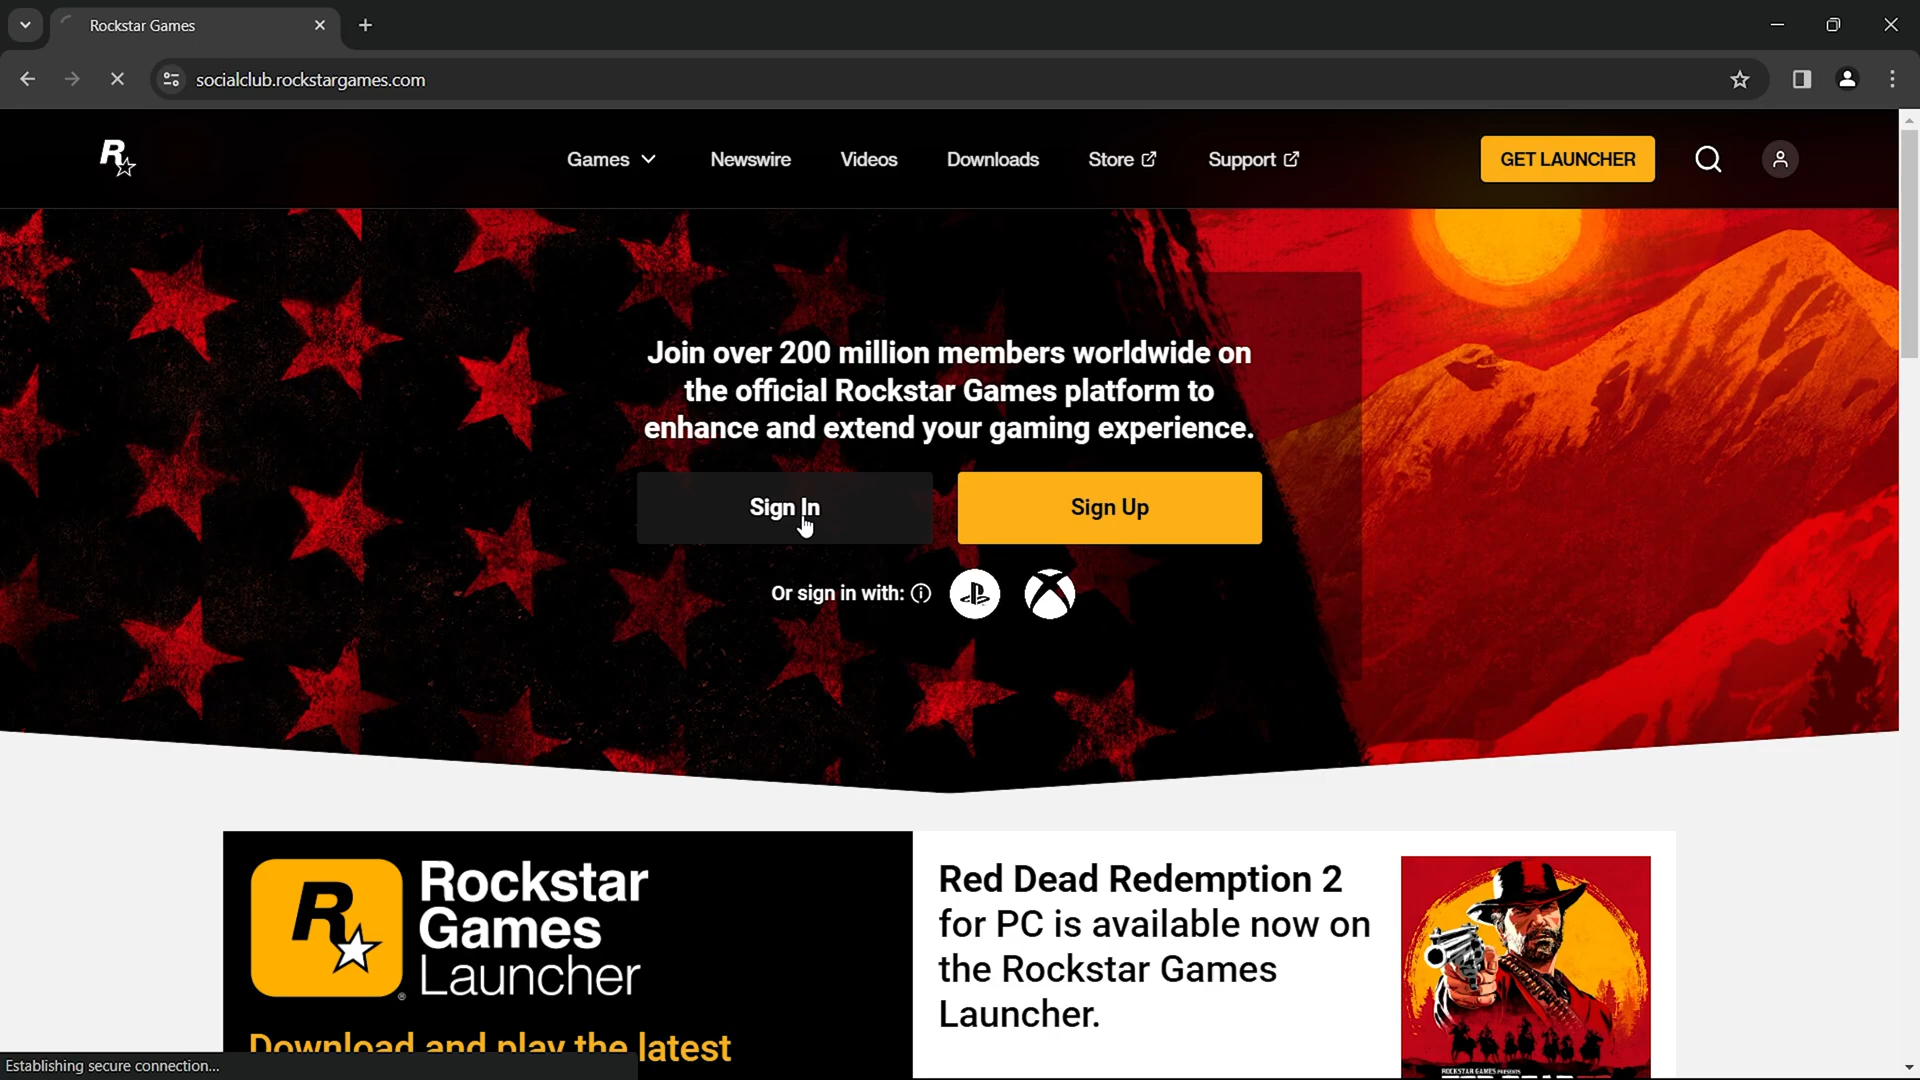 Rockstar Games
socialclub.rockstargames.com
R
Games Newswire Videos Downloads Store Support GET LAUNCHER
Join over 200 million members worldwide on
the official Rockstar Games platform to
enhance and extend your gaming experience.
Sign In Sign Up
Or sign in with:
R
Rockstar
Games
Launcher
Download and play the latest
Red Dead Redemption 2
for PC is available now on
the Rockstar Games
Launcher.
ROCKSTAR GAMES PRESENTS
Establishing secure connection...